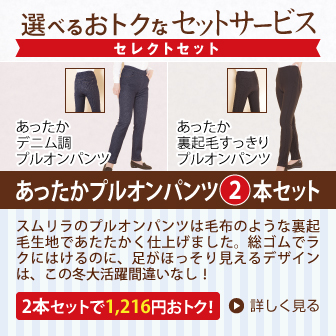 選べるおトクなセットサービス
セレクトセット
あったか
デニム調
プルオンパンツ
あったか
裏起毛すっきり
プルオンパンツ
あったかプルオンパンツ2本セット
スムリラのプルオンパンツは毛布のような裏起
毛生地であたたかく仕上げました。総ゴムでラ
クにはけるのに、足がほっそり見えるデザイン
は、この冬大活躍間違いなし！
2本セットで1,216円おトク!
詳しく見る